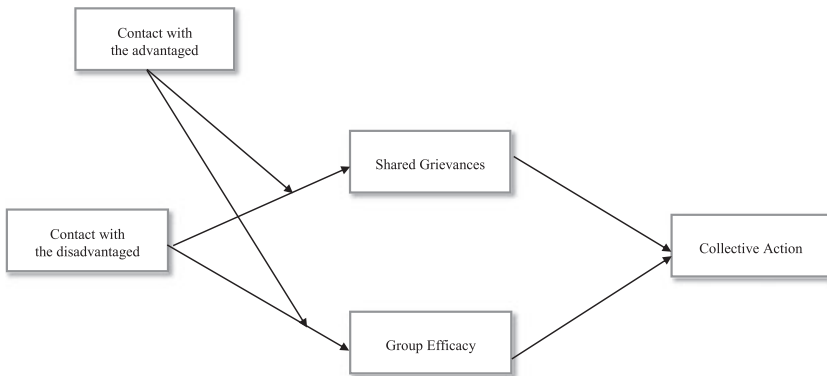 Contact with
the advantaged
Shared Grievances
Contact with
the disadvantaged
Collective Action
Group Efficacy